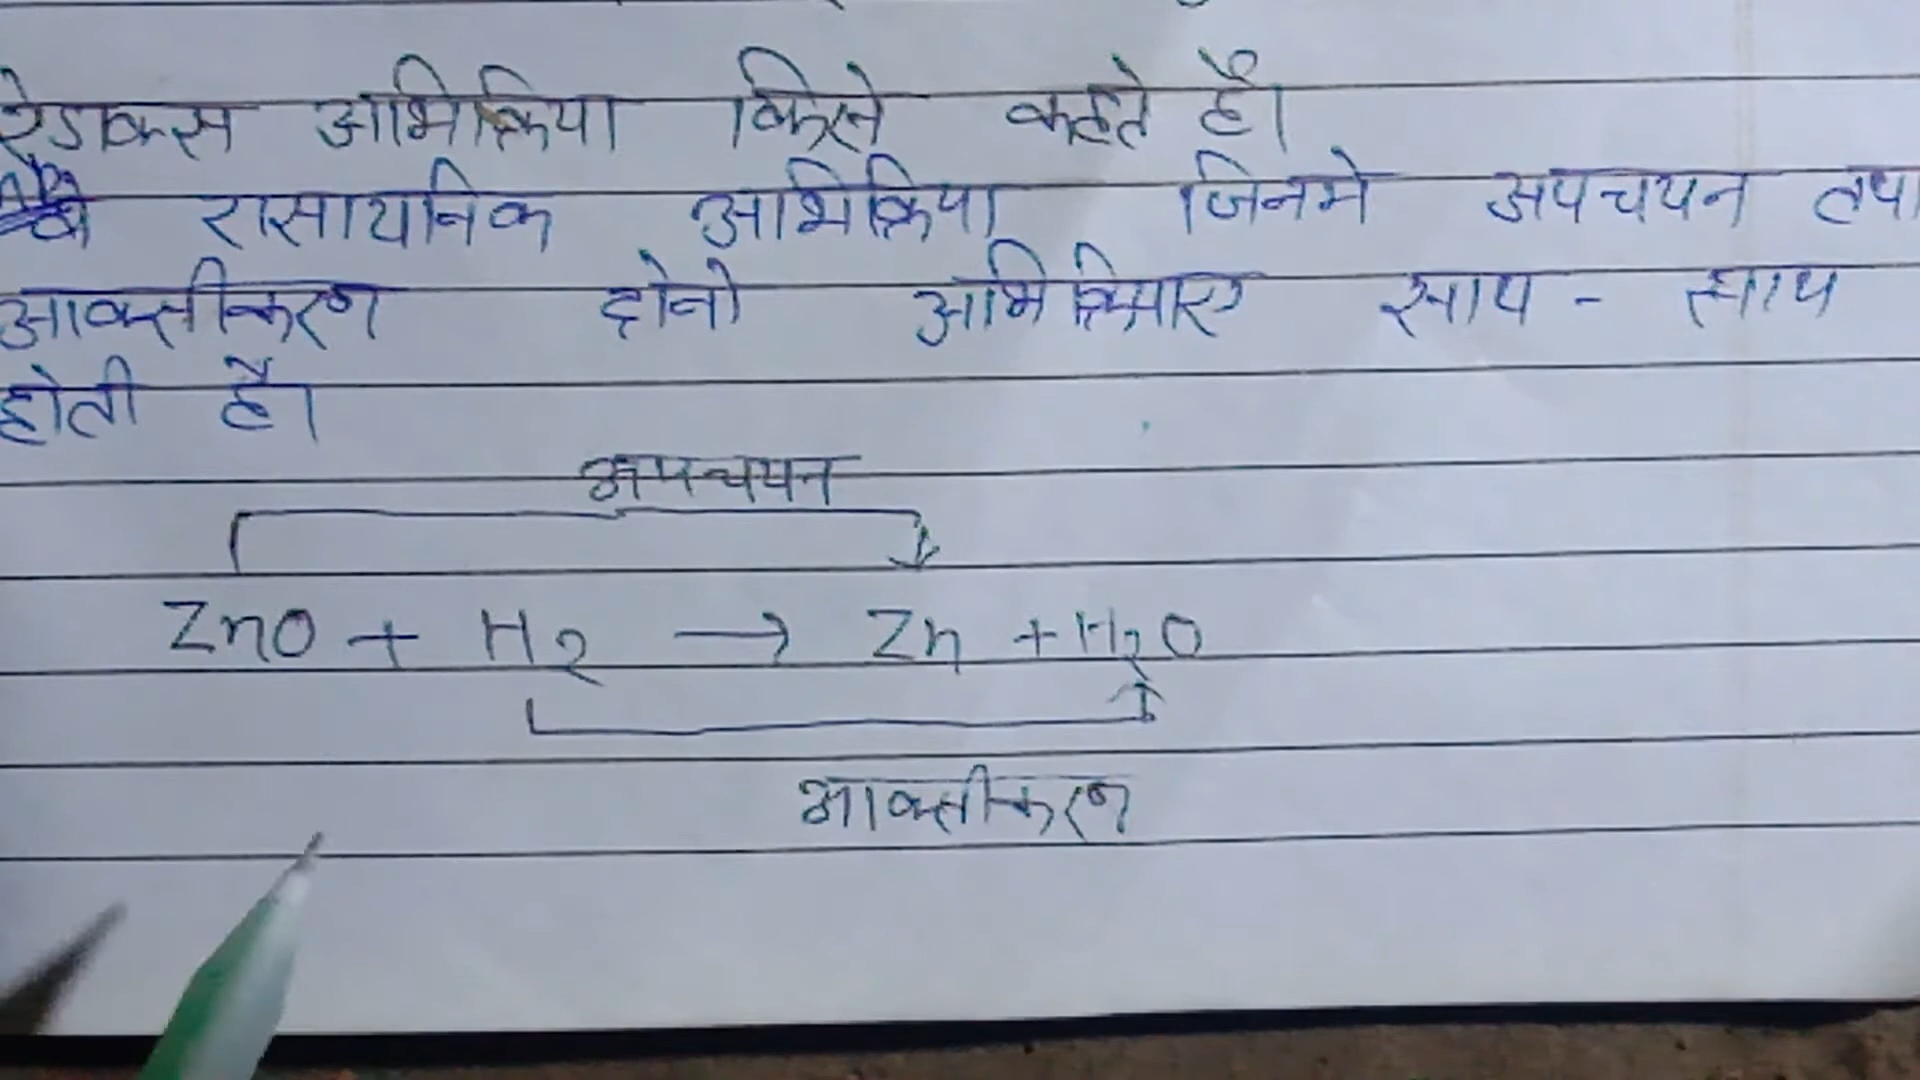 रेडाक्स अभिक्रिया किसे कहते है।
वे रासायनिक अभिक्रिया जिनमे अपचयन तथा
आक्सीकरण दोनो अभिक्रियाए साथ - साथ
होती है।
अपचयन
ZnO + H₂ → Zn + H₂O
आक्सीकरण